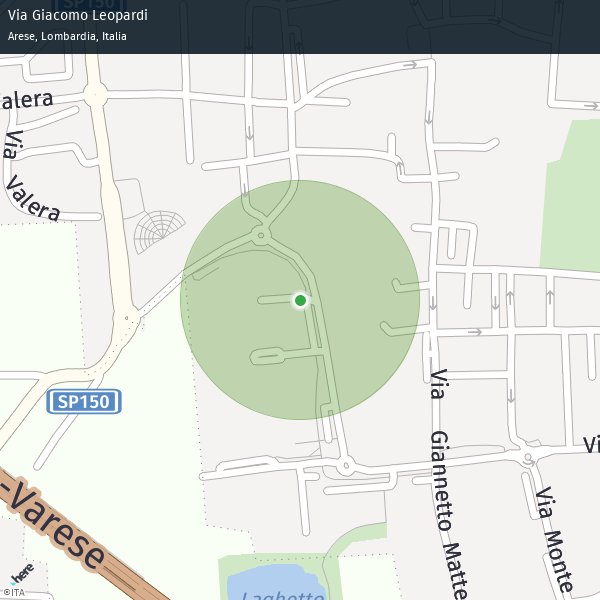 Via Giacomo Leopardi
Arese, Lombardia, Italia
SP150
alera
Via
Valera
SP150
Via
Giannetto Matte
Vi
Via Monte
-Varese
Laghetto
here
©ITA